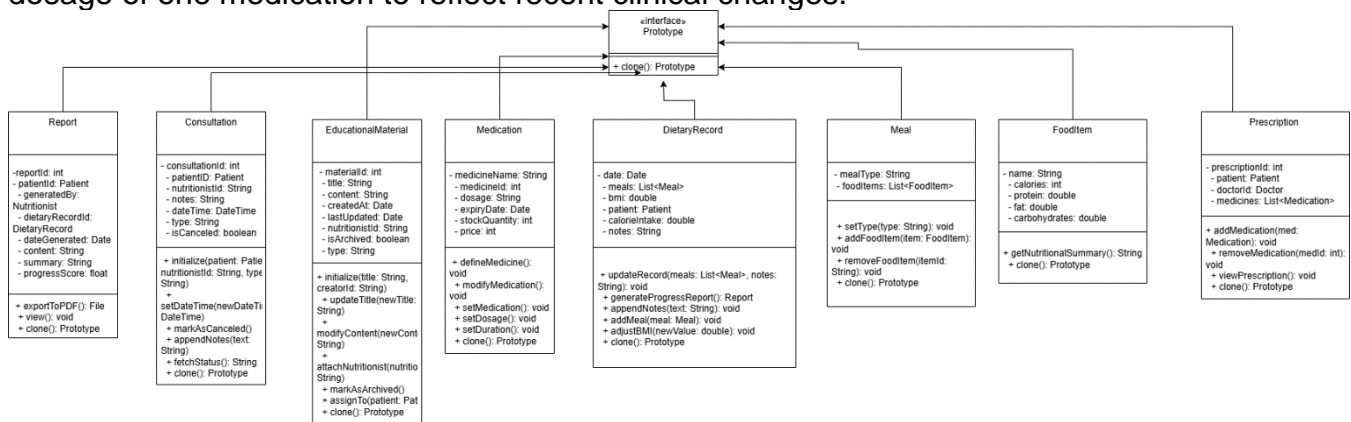 dosage of one medication to reflect recent clinical changes.
«interface»
Prototype
+ clone(): Prototype
Report
-reportId: int
- patientId: Patient
- generatedBy:
Nutritionist
- dietaryRecordId:
DietaryRecord
- dateGenerated: Date
- content: String
- summary: String
- progressScore: float
+ exportToPDF(): File
+ view(): void
+ clone(): Prototype
Consultation
- consultationId: int
- patientID: Patient
- nutritionistId: String
- notes: String
- dateTime: DateTime
- type: String
- isCanceled: boolean
+ initialize(patient: Patie
nutritionistId: String, type
String)
+
setDateTime(newDateTi
DateTime)
+ markAsCanceled()
+ appendNotes(text:
String)
+ fetchStatus(): String
+ clone(): Prototype
EducationalMaterial
- materialId: int
- title: String
- content: String
- createdAt: Date
- lastUpdated: Date
- nutritionistId: String
- isArchived: boolean
- type: String
+ initialize(title: String,
creatorId: String)
+ updateTitle(newTitle:
String)
+
modifyContent(newCont
String)
+
attachNutritionist(nutritio
String)
+ markAsArchived()
+ assignTo(patient: Pat
+ clone(): Prototype
Medication
- medicineName: String
- medicineId: int
- dosage: String
- expiryDate: Date
- stockQuantity: int
- price: int
+ defineMedicine():
void
+ modifyMedication():
void
+ setMedication(): void
+ setDosage(): void
+ setDuration(): void
+ clone(): Prototype
DietaryRecord
- date: Date
- meals: List<Meal>
- bmi: double
- patient: Patient
- calorieIntake: double
- notes: String
+ updateRecord(meals: List<Meal>, notes:
String): void
+ generateProgressReport(): Report
+ appendNotes(text: String): void
+ addMeal(meal: Meal): void
+ adjustBMI(newValue: double): void
+ clone(): Prototype
Meal
- mealType: String
- foodItems: List<FoodItem>
+ setType(type: String): void
+ addFoodItem(item: FoodItem):
void
+ removeFoodItem(itemId:
String): void
+ clone(): Prototype
FoodItem
- name: String
- calories: int
- protein: double
- fat: double
- carbohydrates: double
+ getNutritionalSummary(): String
+ clone(): Prototype
Prescription
- prescriptionId: int
- patient: Patient
- doctorId: Doctor
- medicines: List<Medication>
+ addMedication(med:
Medication): void
+ removeMedication(medId: int):
void
+ viewPrescription(): void
+ clone(): Prototype